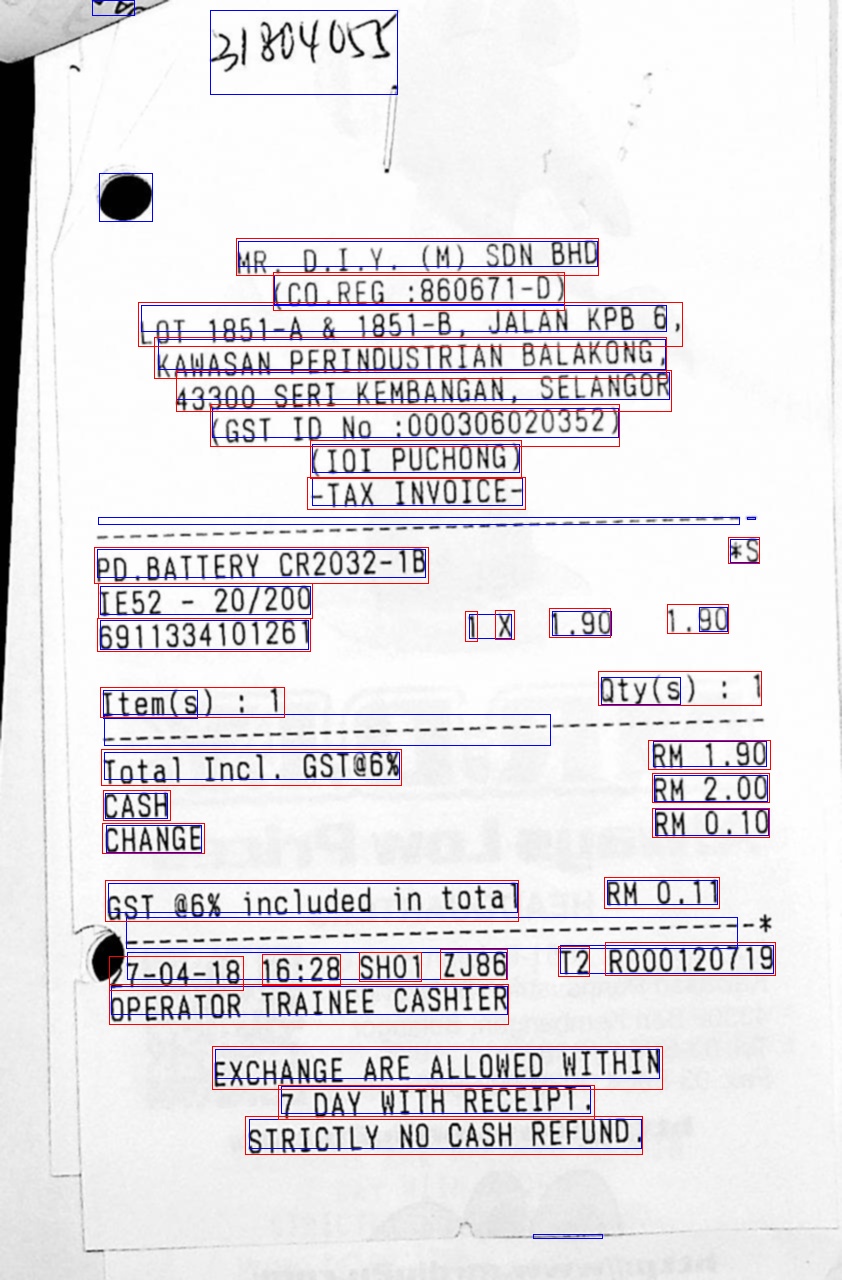 31804055
MR. D.I.Y. (M) SDN BHD
(CO.REG :860671-D)
LOT 1851-A & 1851-B, JALAN KPB 6,
KAWASAN PERINDUSTRIAN BALAKONG,
43300 SERI KEMBANGAN, SELANGOR
(GST ID No :000306020352)
(IOI PUCHONG)
-TAX INVOICE-
PD.BATTERY CR2032-1B *S
IE52 - 20/200
6911334101261 1 X 1.90 1.90
Item(s) : 1 Qty(s) : 1
Total Incl. GST@6% RM 1.90
CASH RM 2.00
CHANGE RM 0.10
GST @6% included in total RM 0.11
-*
27-04-18 16:28 SH01 ZJ86 T2 R000120719
OPERATOR TRAINEE CASHIER
EXCHANGE ARE ALLOWED WITHIN
7 DAY WITH RECEIPT.
STRICTLY NO CASH REFUND.